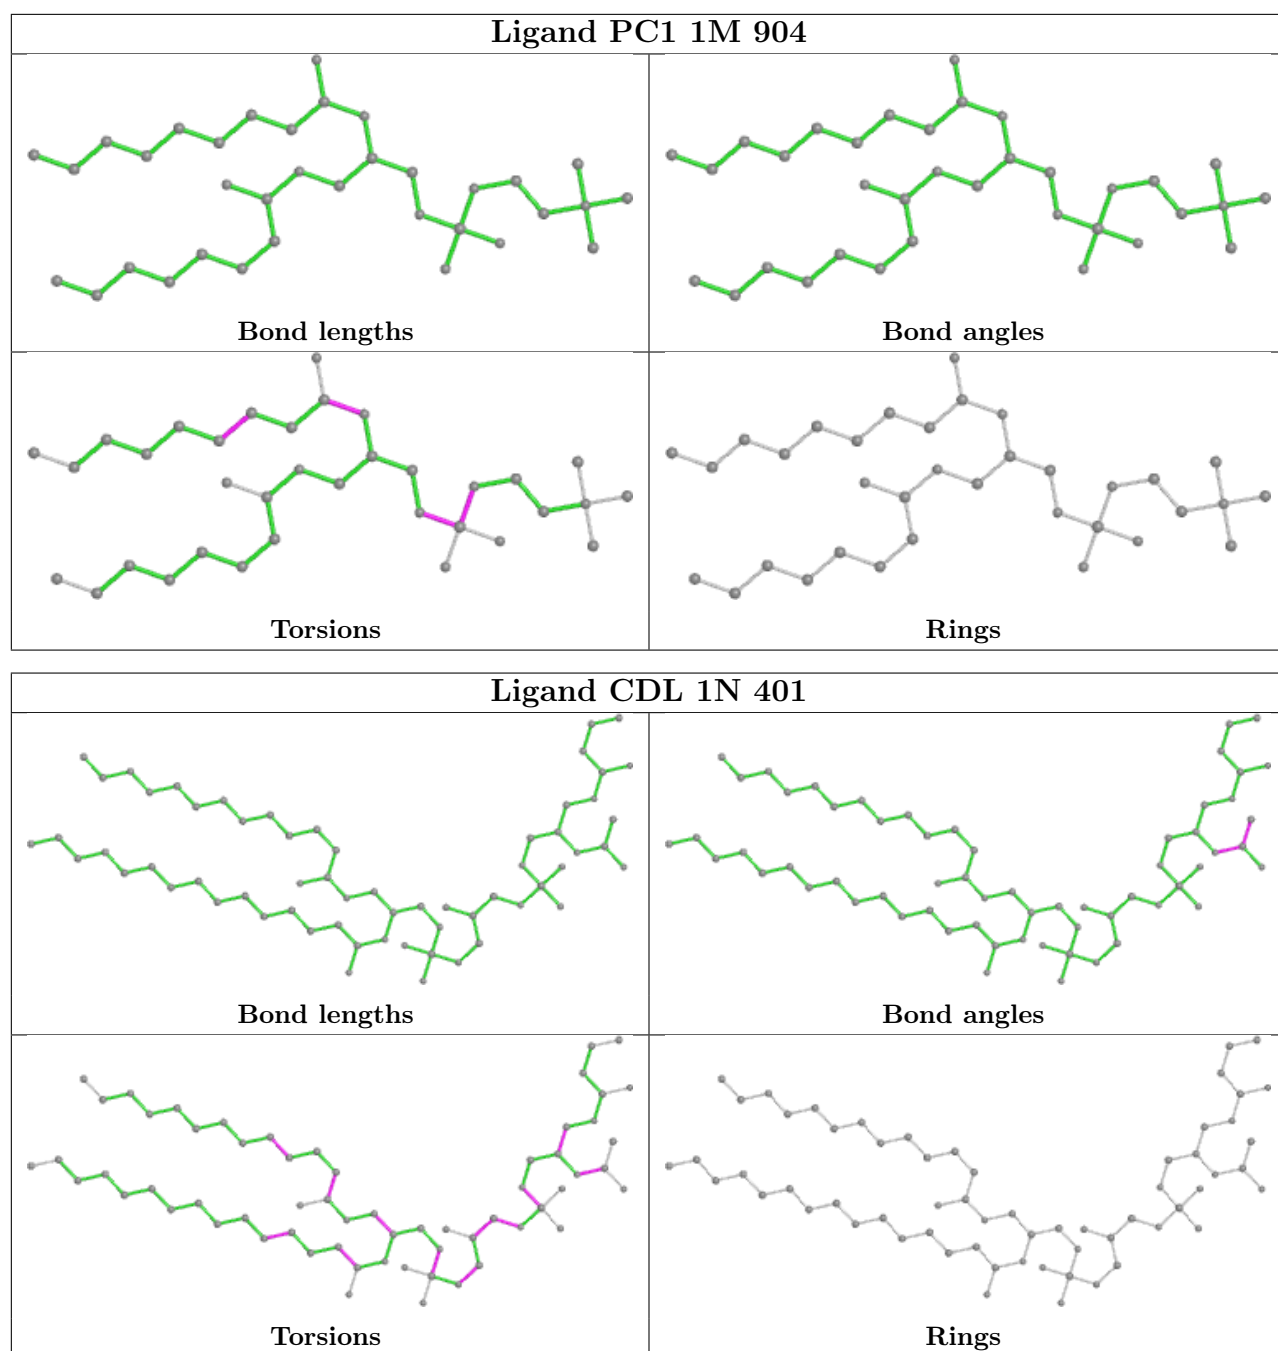 Ligand PC1 1M 904
Bond lengths
Bond angles
Torsions
Rings
Ligand CDL 1N 401
Bond lengths
Bond angles
Torsions
Rings